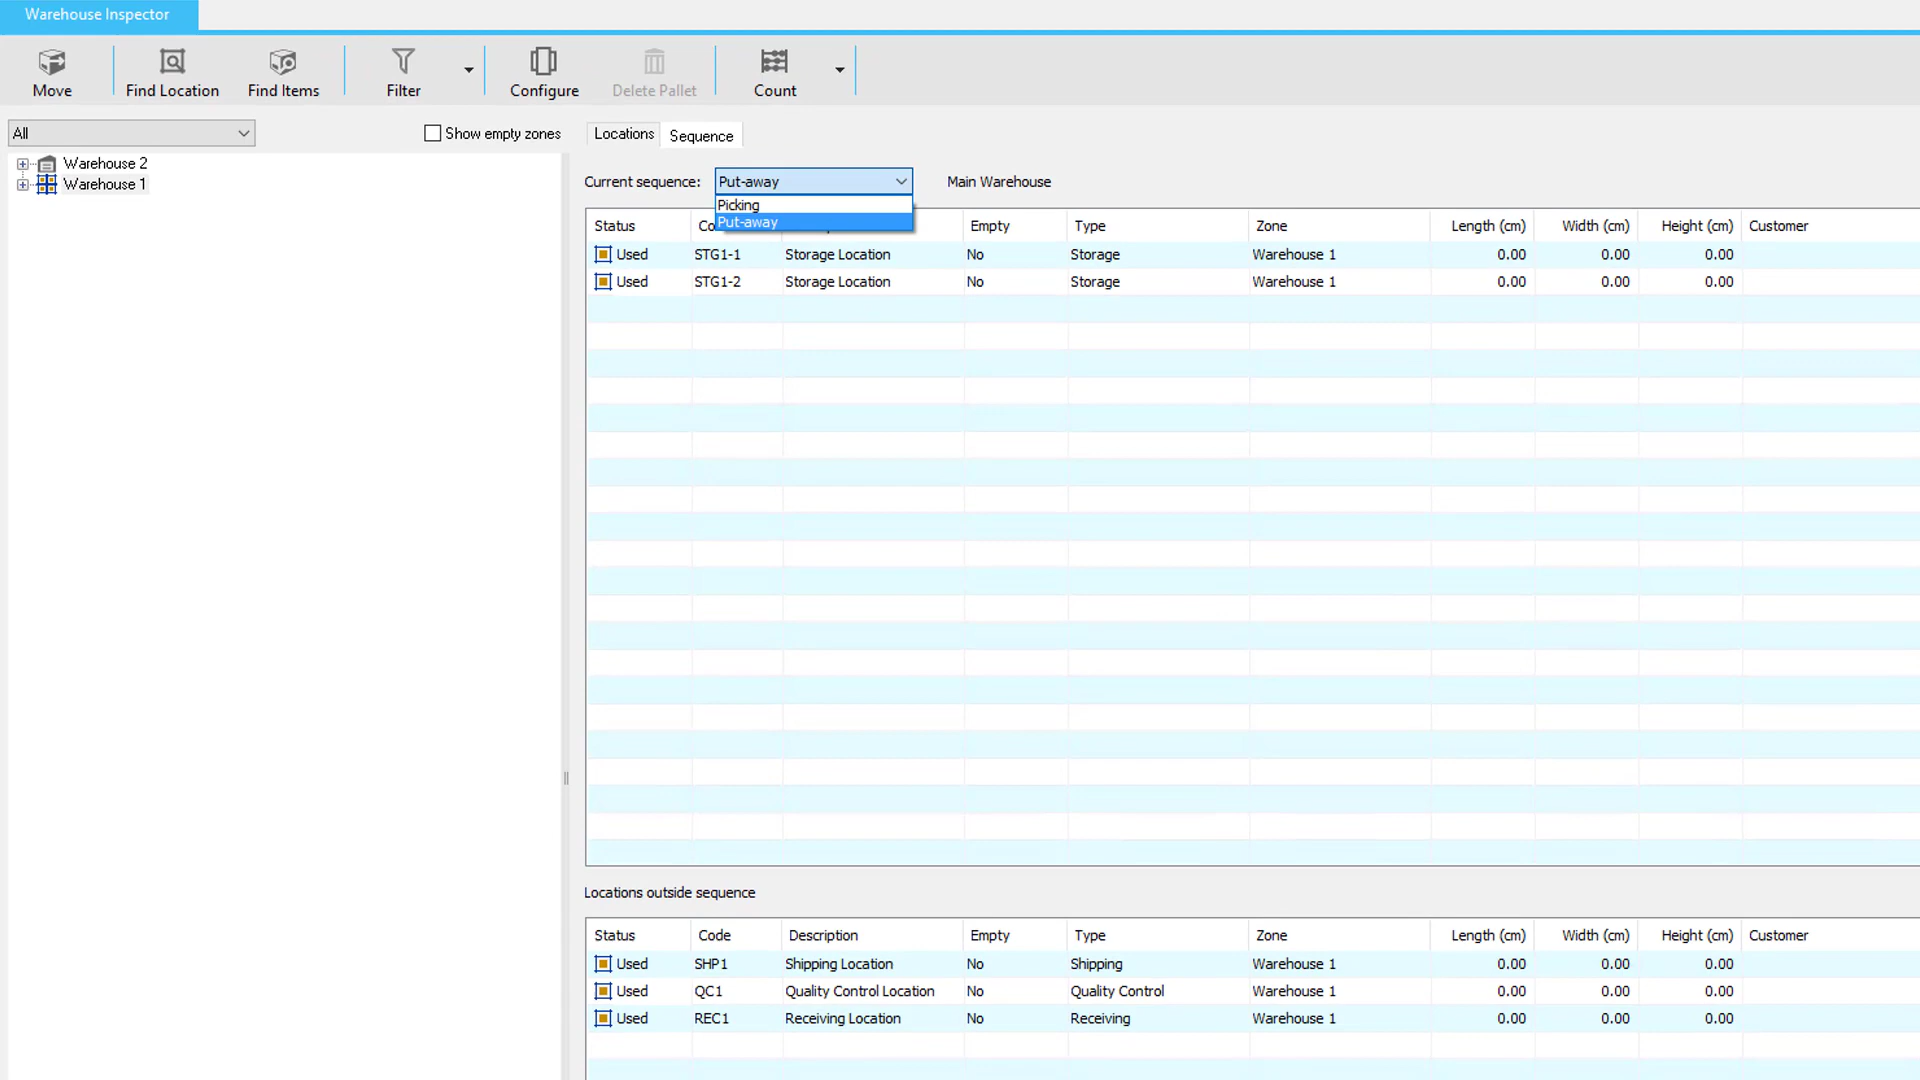 Warehouse Inspector
Move Find Location Find Items Filter Configure Delete Pallet Count
All Show empty zones Locations Sequence
Warehouse 2
Warehouse 1
Current sequence: Put-away Main Warehouse
Picking
Put-away
Status Empty Type Zone Length (cm) Width (cm) Height (cm) Customer
Used STG1-1 Storage Location No Storage Warehouse 1 0.00 0.00 0.00
Used STG1-2 Storage Location No Storage Warehouse 1 0.00 0.00 0.00
Locations outside sequence
Status Code Description Empty Type Zone Length (cm) Width (cm) Height (cm) Customer
Used SHP1 Shipping Location No Shipping Warehouse 1 0.00 0.00 0.00
Used QC1 Quality Control Location No Quality Control Warehouse 1 0.00 0.00 0.00
Used REC1 Receiving Location No Receiving Warehouse 1 0.00 0.00 0.00